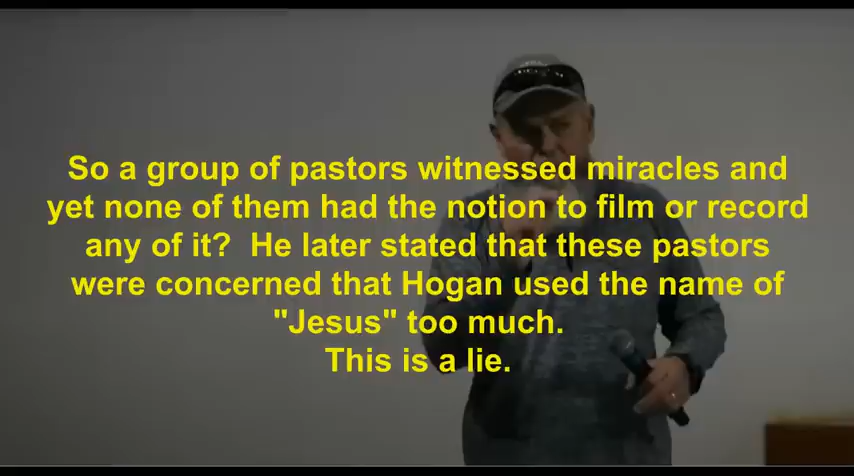 So a group of pastors witnessed miracles and
yet none of them had the notion to film or record
any of it?  He later stated that these pastors
were concerned that Hogan used the name of
"Jesus" too much.
This is a lie.